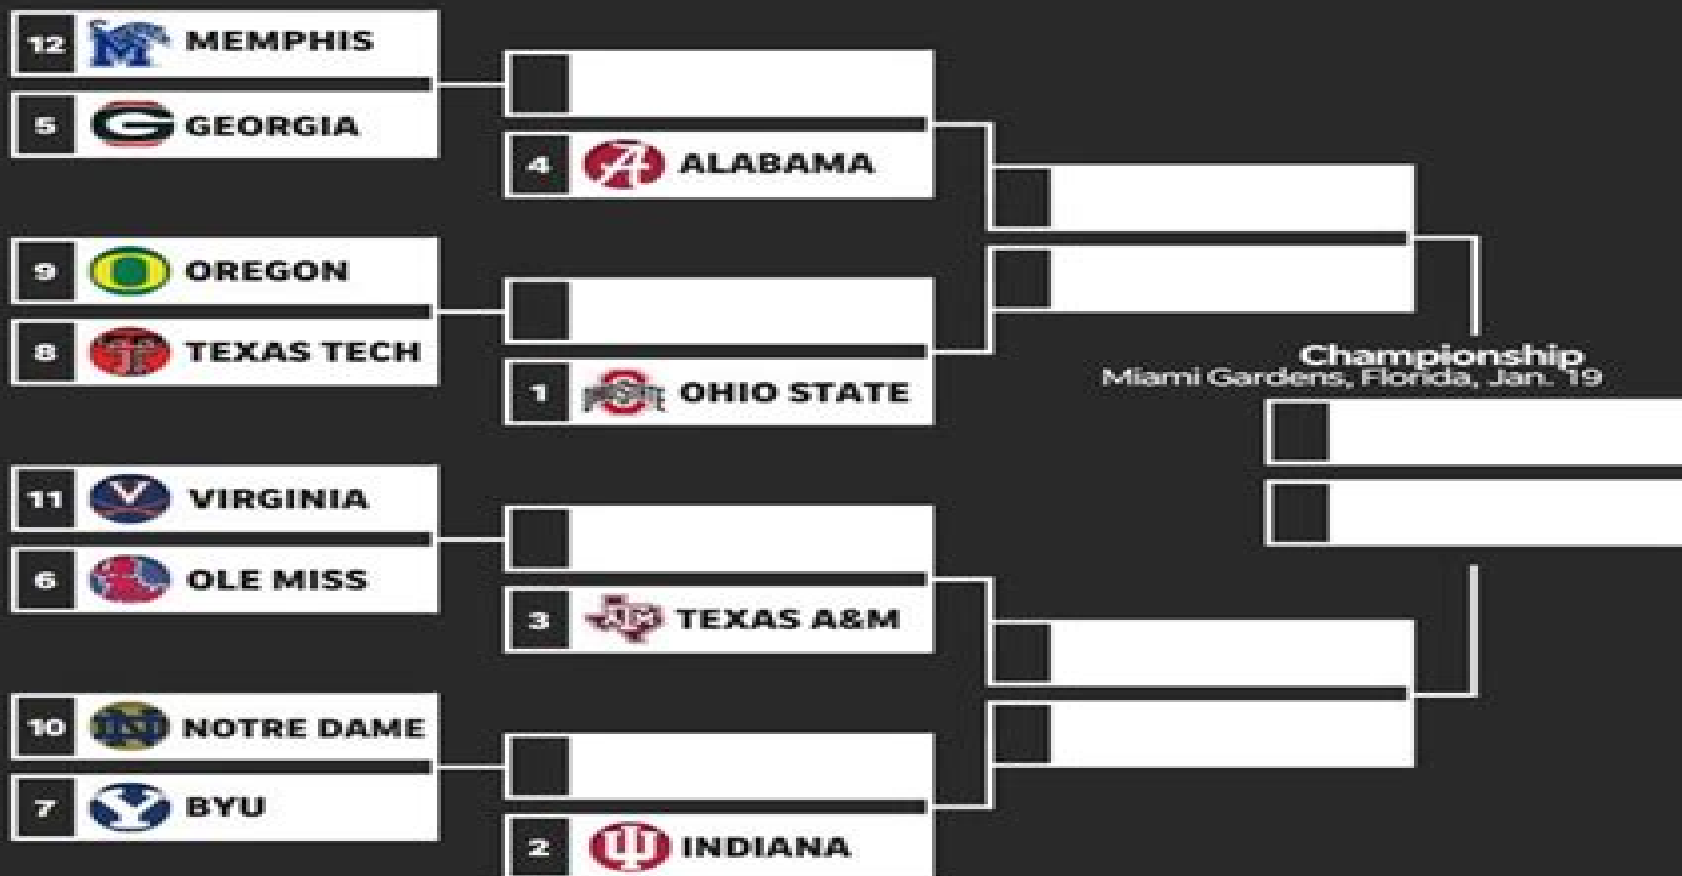 12 MEMPHIS
5 GEORGIA
4 ALABAMA
9 OREGON
8 TEXAS TECH
1 OHIO STATE
Championship
Miami Gardens, Florida, Jan. 19
11 VIRGINIA
6 OLE MISS
3 TEXAS A&M
10 NOTRE DAME
7 BYU
2 INDIANA